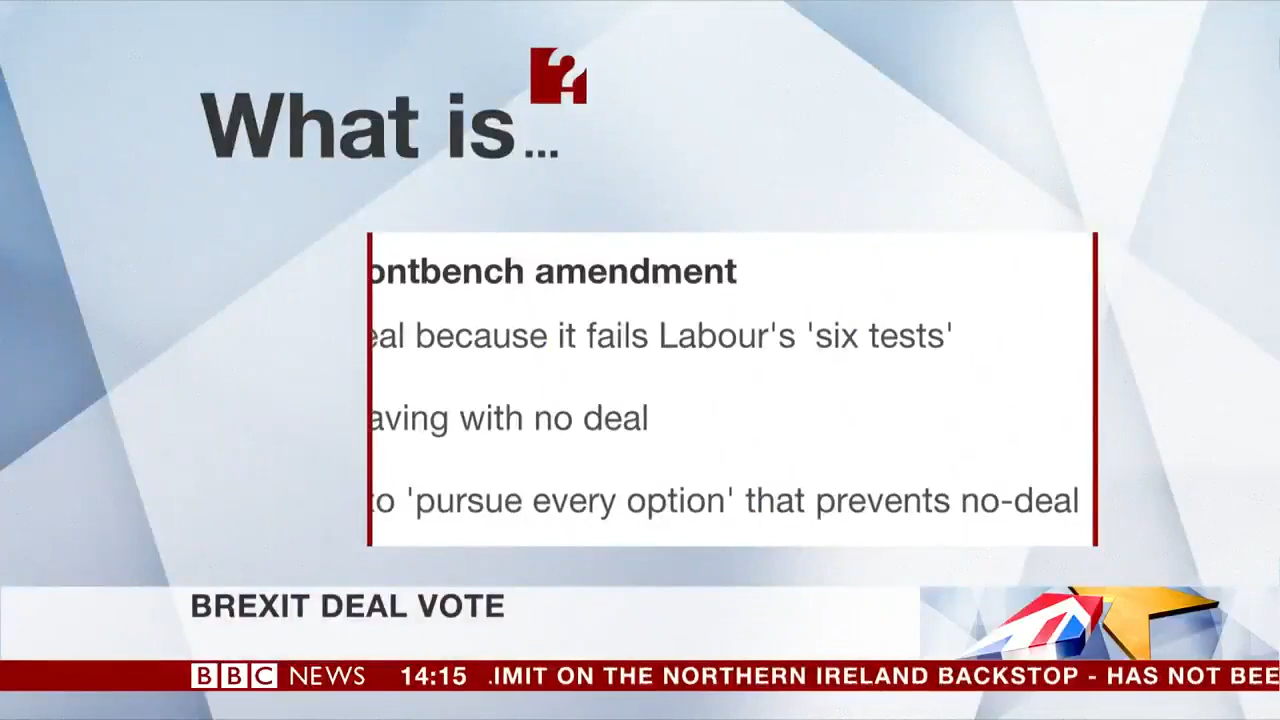 What is...
?
ontbench amendment
eal because it fails Labour's 'six tests'
aving with no deal
to 'pursue every option' that prevents no-deal
BREXIT DEAL VOTE
BBC NEWS 14:15 .IMIT ON THE NORTHERN IRELAND BACKSTOP - HAS NOT BEE